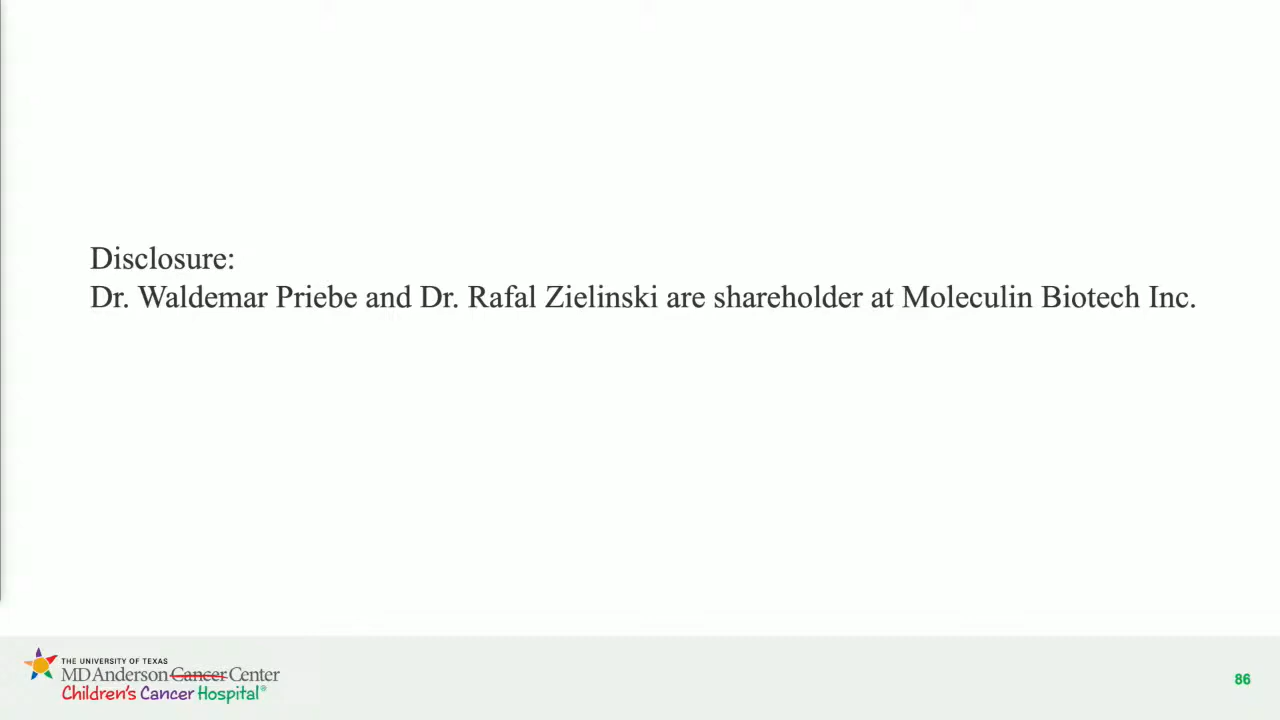 Disclosure:
Dr. Waldemar Priebe and Dr. Rafal Zielinski are shareholder at Moleculin Biotech Inc.
THE UNIVERSITY OF TEXAS
MD Anderson Cancer Center
Children's Cancer Hospital®
86